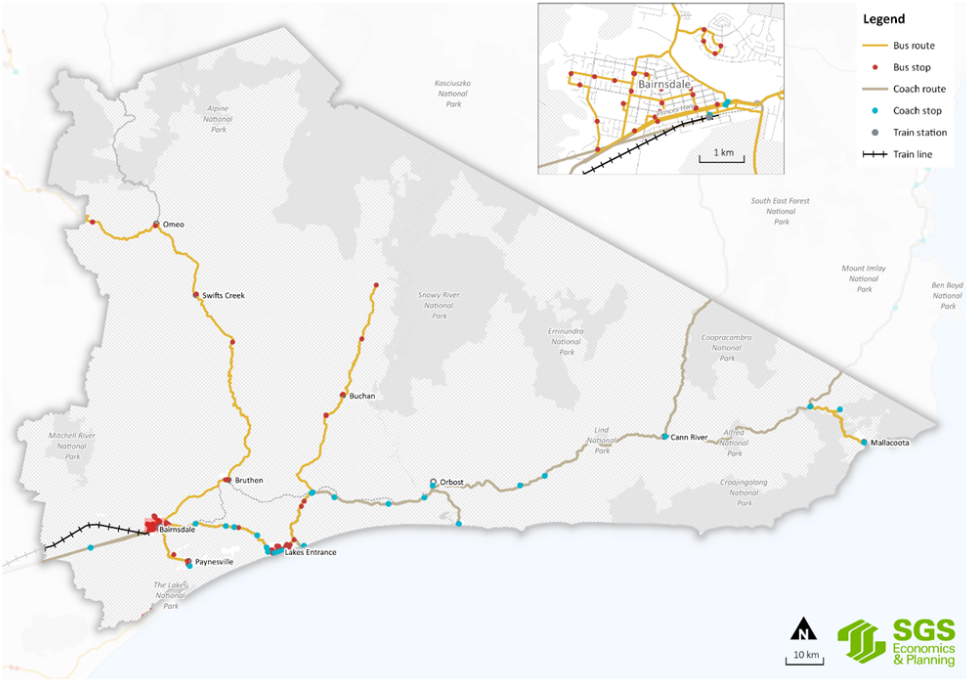 Legend
Bus route
Bus stop
Coach route
Coach stop
Train station
Train line
Bairnsdale
Princes Hwy
1 km
Kosciuszko
National
Park
Alpine
National
Park
South East Forest
National
Park
Omeo
Mount Imlay
National
Park
Ben Boyd
National
Park
Swifts Creek
Snowy River
National
Park
Errinundra
National
Park
Coopracambra
National
Park
Buchan
Mitchell River
National
Park
Lind
National
Park
Cann River
Alfred
National
Park
Mallacoota
Bruthen
Orbost
Croajingolong
National
Park
Bairnsdale
Lakes Entrance
Paynesville
The Lakes
National
Park
N
10 km
SGS
Economics
& Planning